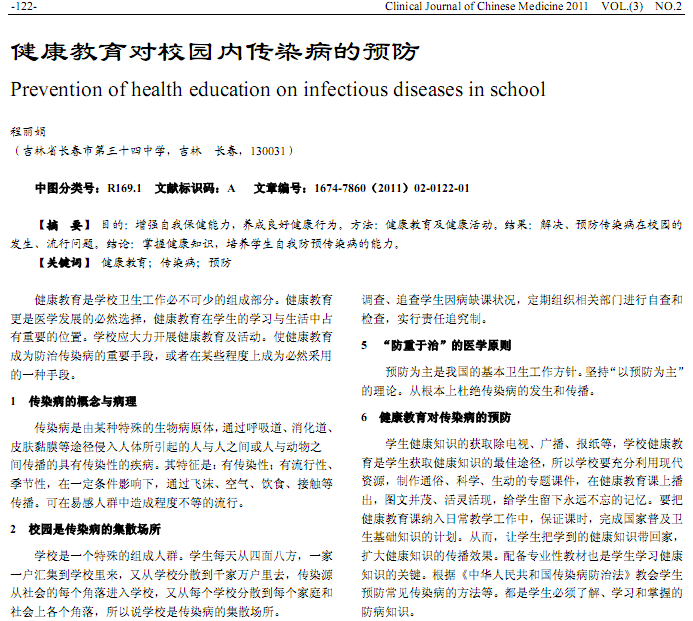 -122-
Clinical Journal of Chinese Medicine 2011 VOL.(3) NO.2
健康教育对校园内传染病的预防
Prevention of health education on infectious diseases in school
程丽娟
（吉林省长春市第三十四中学，吉林 长春，130031）
中图分类号：R169.1 文献标识码：A 文章编号：1674-7860（2011）02-0122-01
【摘 要】 目的：增强自我保健能力，养成良好健康行为。方法：健康教育及健康活动。结果：解决、预防传染病在校园的
发生、流行问题。结论：掌握健康知识，培养学生自我防预传染病的能力。
【关键词】 健康教育；传染病；预防
健康教育是学校卫生工作必不可少的组成部分。健康教育
更是医学发展的必然选择，健康教育在学生的学习与生活中占
有重要的位置。学校应大力开展健康教育及活动。使健康教育
成为防治传染病的重要手段，或者在某些程度上成为必然采用
的一种手段。
1 传染病的概念与病理
传染病是由某种特殊的生物病原体，通过呼吸道、消化道、
皮肤黏膜等途径侵入人体所引起的人与人之间或人与动物之
间传播的具有传染性的疾病。其特征是：有传染性；有流行性、
季节性，在一定条件影响下，通过飞沫、空气、饮食、接触等
传播。可在易感人群中造成程度不等的流行。
2 校园是传染病的集散场所
学校是一个特殊的组成人群。学生每天从四面八方，一家
一户汇集到学校里来，又从学校分散到千家万户里去，传染源
从社会的每个角落进入学校，又从每个学校分散到每个家庭和
社会上各个角落，所以说学校是传染病的集散场所。
调查、追查学生因病缺课状况，定期组织相关部门进行自查和
检查，实行责任追究制。
5 “防重于治”的医学原则
预防为主是我国的基本卫生工作方针。坚持“以预防为主”
的理论。从根本上杜绝传染病的发生和传播。
6 健康教育对传染病的预防
学生健康知识的获取除电视、广播、报纸等，学校健康教
育是学生获取健康知识的最佳途径，所以学校要充分利用现代
资源，制作通俗、科学、生动的专题课件，在健康教育课上播
出，图文并茂、活灵活现，给学生留下永远不忘的记忆。要把
健康教育课纳入日常教学工作中，保证课时，完成国家普及卫
生基础知识的计划。从而，让学生把学到的健康知识带回家，
扩大健康知识的传播效果。配备专业性教材也是学生学习健康
知识的关键。根据《中华人民共和国传染病防治法》教会学生
预防常见传染病的方法等。都是学生必须了解、学习和掌握的
防病知识。